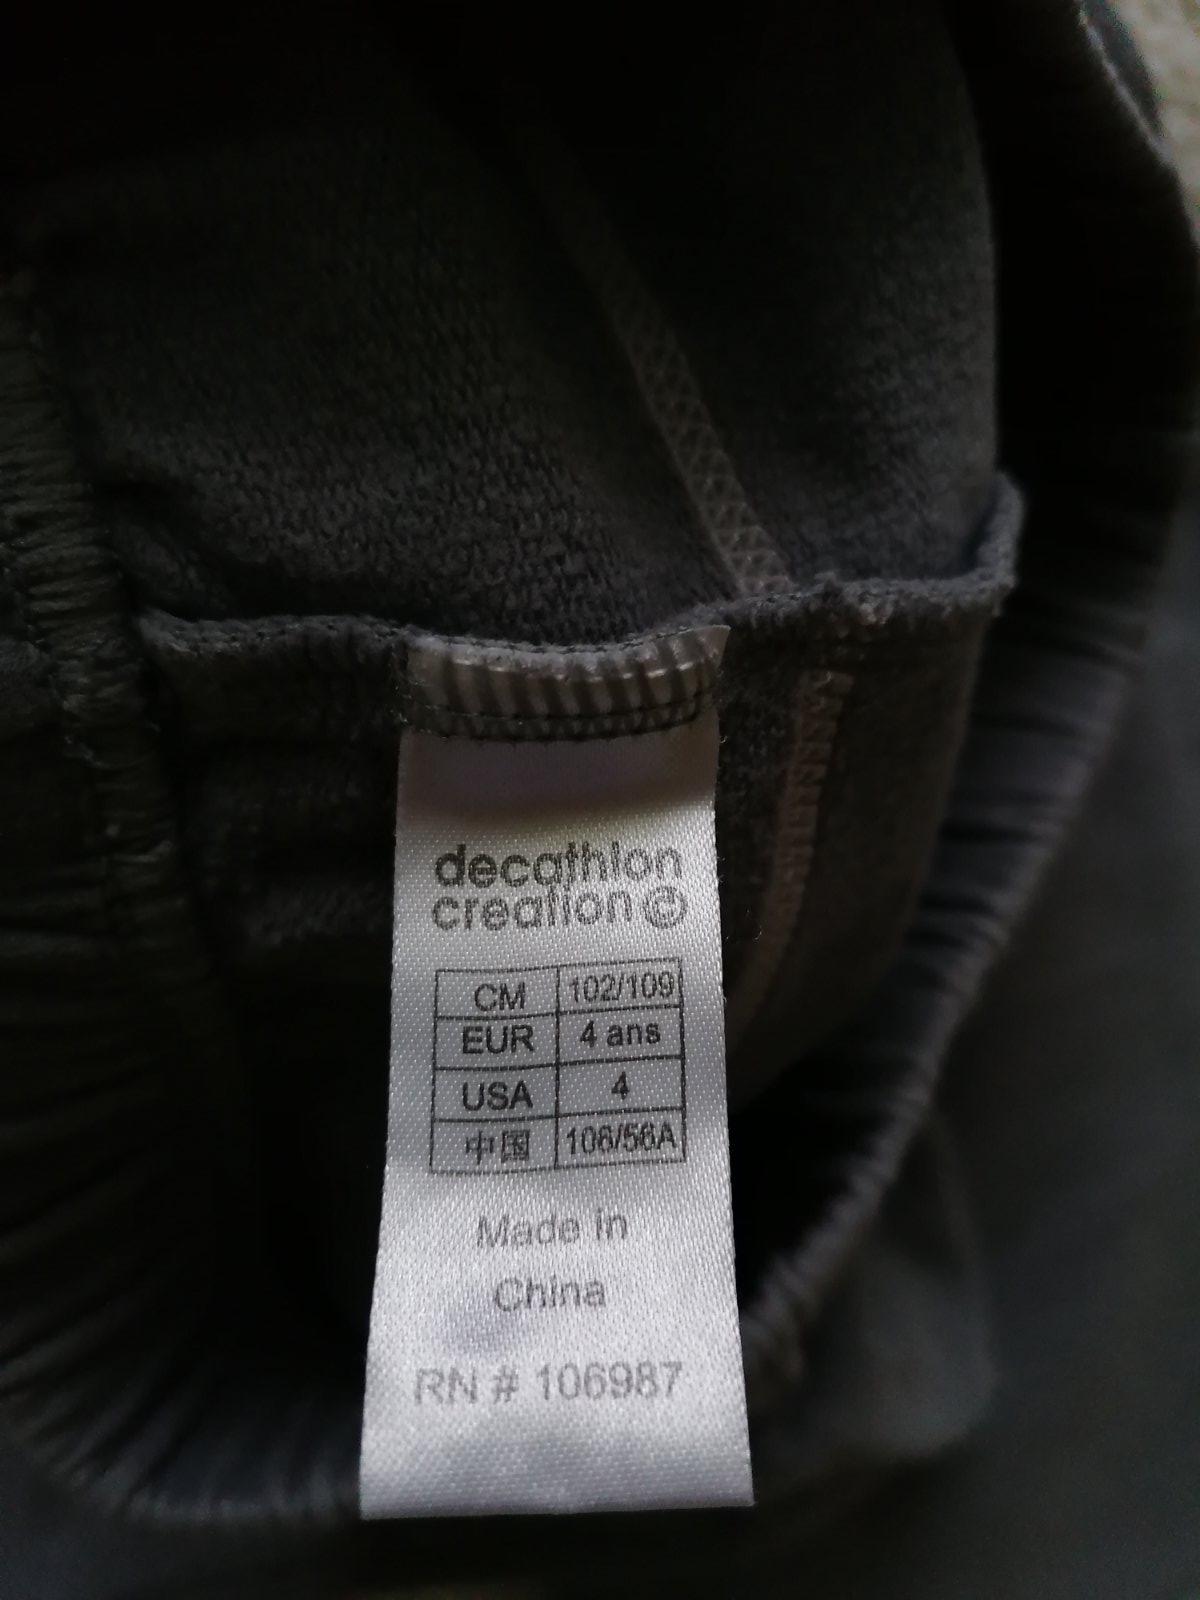 decathlon
creation ©
CM 102/109
EUR 4 ans
USA 4
中国 106/56A
Made in
China
RN # 106987